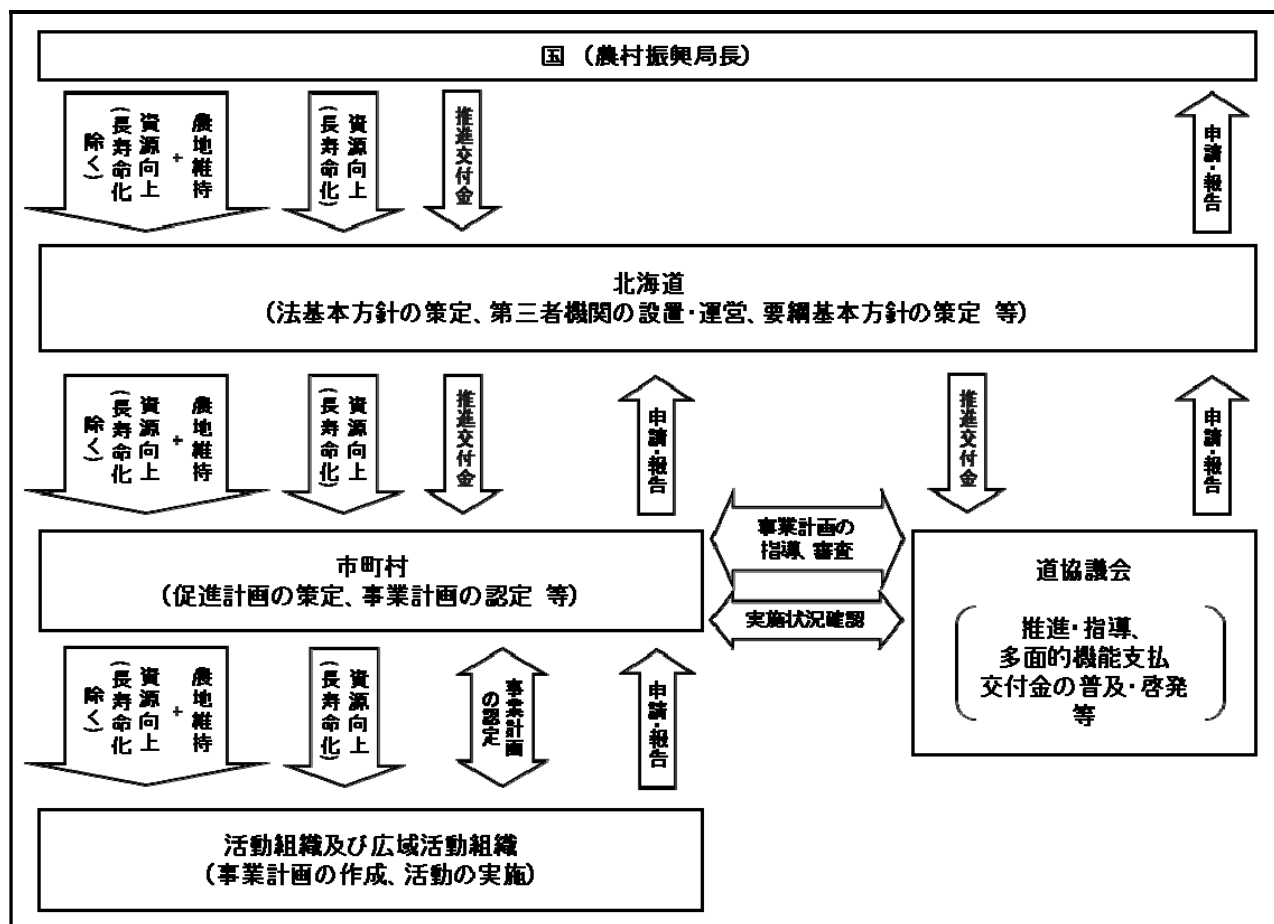 国 (農村振興局長)
農地維持
+
資源向上
(長寿命化
除く)
資源向上
(長寿命化)
推進交付金
申請・報告
北海道
(法基本方針の策定、第三者機関の設置・運営、要綱基本方針の策定 等)
農地維持
+
資源向上
(長寿命化
除く)
資源向上
(長寿命化)
推進交付金
申請・報告
推進交付金
申請・報告
市町村
(促進計画の策定、事業計画の認定 等)
事業計画の
指導、審査
実施状況確認
道協議会
推進・指導、
多面的機能支払
交付金の普及・啓発
等
農地維持
+
資源向上
(長寿命化
除く)
資源向上
(長寿命化)
事業計画
の認定
申請・報告
活動組織及び広域活動組織
(事業計画の作成、活動の実施)